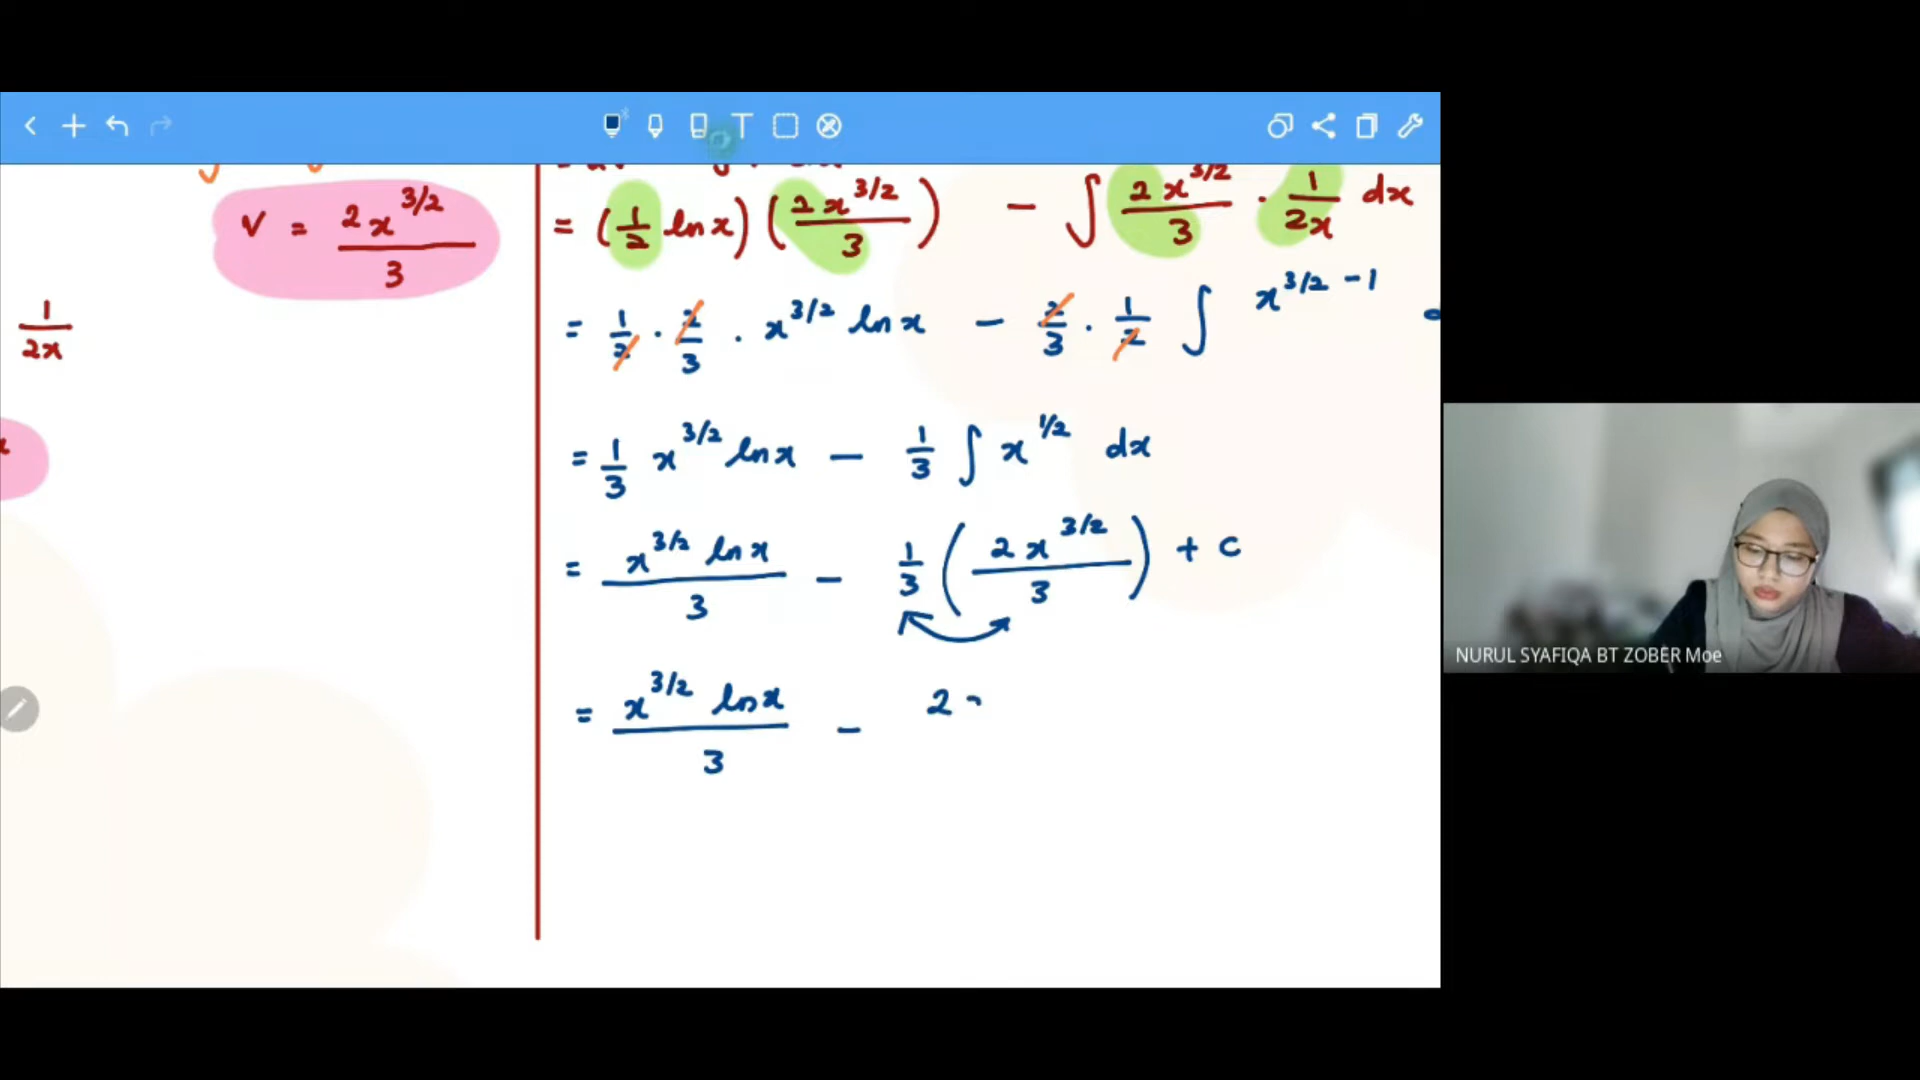 v = 2x^{3/2} / 3
1 / 2x
= (1/2 ln x) (2x^{3/2} / 3) - ∫ 2x^{3/2} / 3 · 1/2x dx
= 1/2 · 2/3 · x^{3/2} ln x - 2/3 · 1/2 ∫ x^{3/2 - 1}
= 1/3 x^{3/2} ln x - 1/3 ∫ x^{1/2} dx
= x^{3/2} ln x / 3 - 1/3 (2x^{3/2} / 3) + c
= x^{3/2} ln x / 3 - 2
NURUL SYAFIQA BT ZOBER Moe